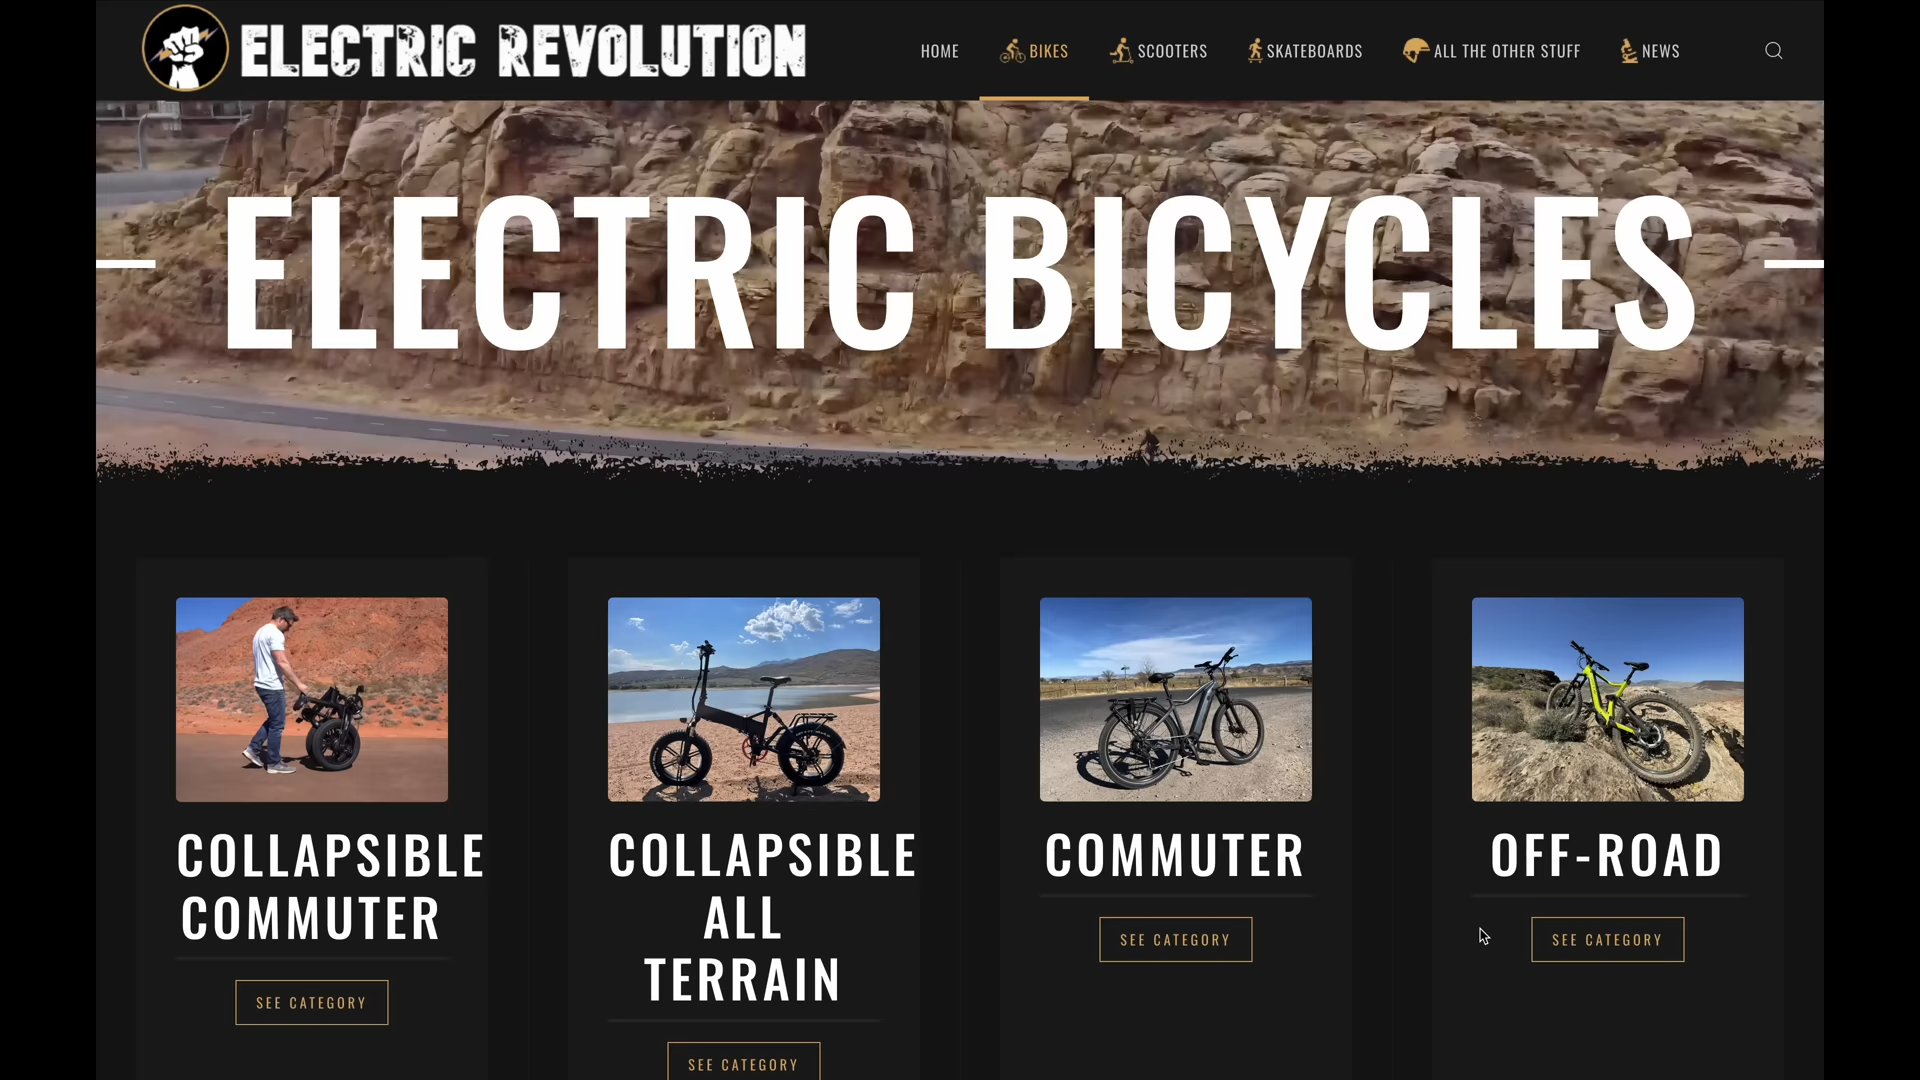 ELECTRIC REVOLUTION
HOME
BIKES
SCOOTERS
SKATEBOARDS
ALL THE OTHER STUFF
NEWS
ELECTRIC BICYCLES
COLLAPSIBLE
COMMUTER
SEE CATEGORY
COLLAPSIBLE
ALL
TERRAIN
SEE CATEGORY
COMMUTER
SEE CATEGORY
OFF-ROAD
SEE CATEGORY